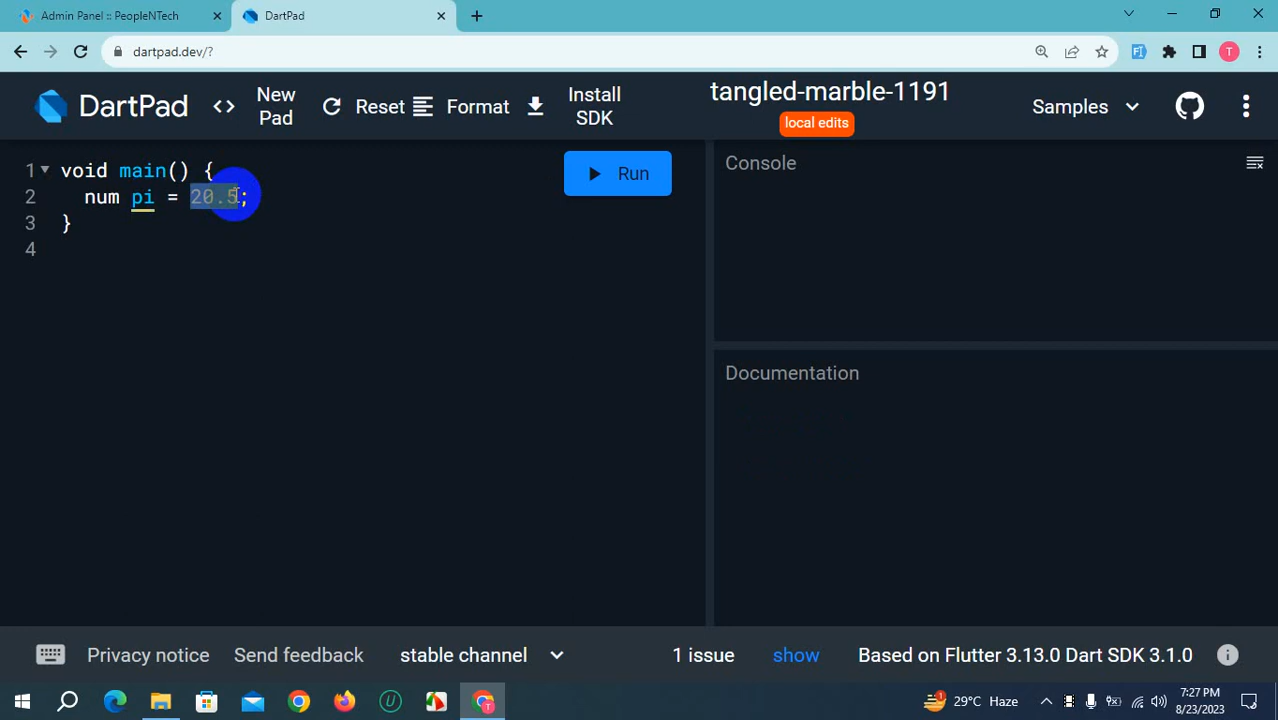 Admin Panel :: PeopleNTech
DartPad
dartpad.dev/?
T
DartPad
<> New Pad
Reset
Format
Install SDK
tangled-marble-1191
local edits
Samples
1 void main() {
2 num pi = 20.5;
3 }
4
Run
Console
Documentation
Privacy notice
Send feedback
stable channel
1 issue
show
Based on Flutter 3.13.0 Dart SDK 3.1.0
29°C Haze
7:27 PM
8/23/2023